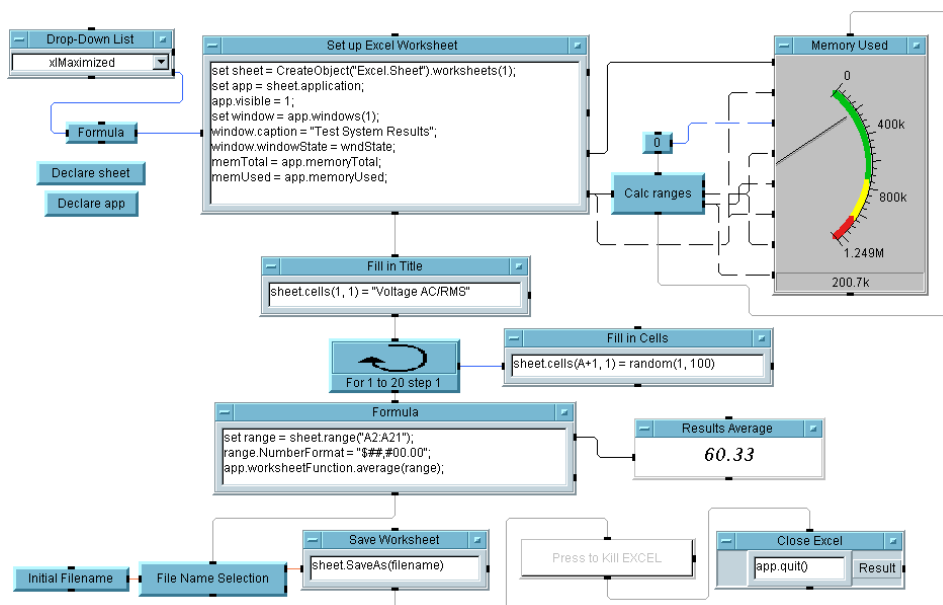 Drop-Down List
xlMaximized
Formula
Declare sheet
Declare app
Set up Excel Worksheet
set sheet = CreateObject("Excel.Sheet").worksheets(1);
set app = sheet.application;
app.visible = 1;
set window = app.windows(1);
window.caption = "Test System Results";
window.windowState = wndState;
memTotal = app.memoryTotal;
memUsed = app.memoryUsed;
0
Calc ranges
Memory Used
0
400k
800k
1.249M
200.7k
Fill in Title
sheet.cells(1, 1) = "Voltage AC/RMS"
For 1 to 20 step 1
Fill in Cells
sheet.cells(A+1, 1) = random(1, 100)
Formula
set range = sheet.range("A2:A21");
range.NumberFormat = "$##,#00.00";
app.worksheetFunction.average(range);
Results Average
60.33
Initial Filename
File Name Selection
Save Worksheet
sheet.SaveAs(filename)
Press to Kill EXCEL
Close Excel
app.quit()
Result